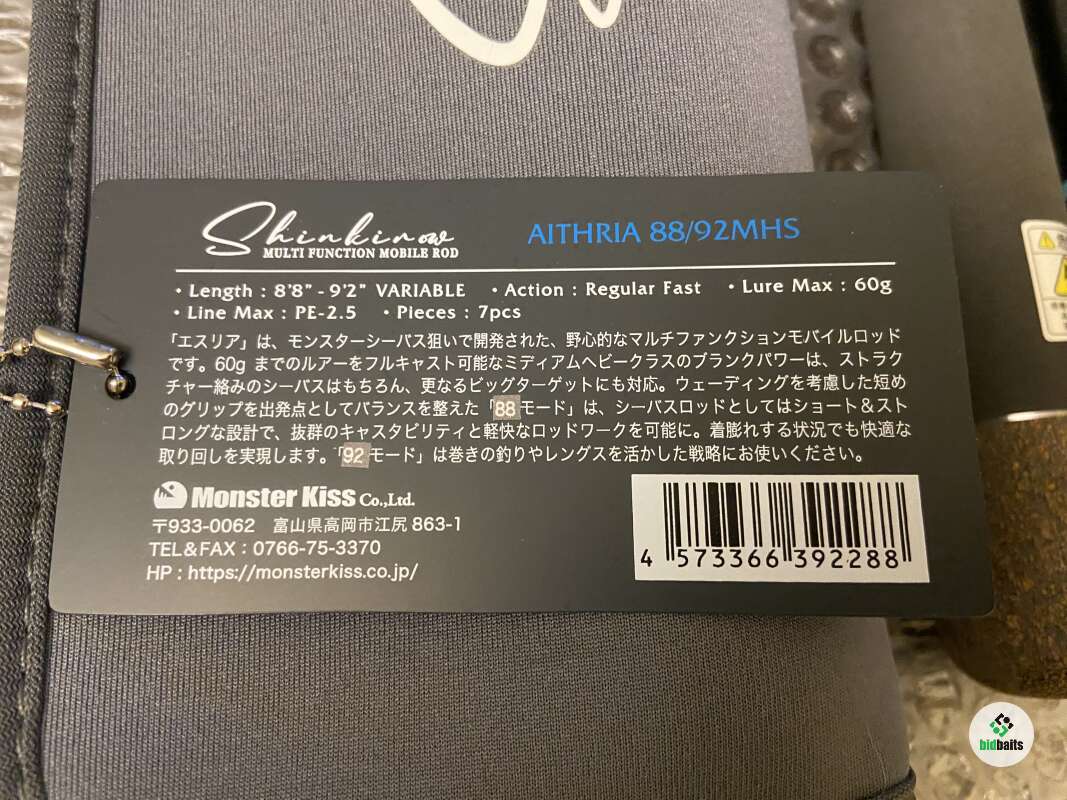 Shinkirow
MULTI FUNCTION MOBILE ROD
AITHRIA 88/92MHS
・Length : 8'8" - 9'2" VARIABLE ・Action : Regular Fast ・Lure Max : 60g
・Line Max : PE-2.5 ・Pieces : 7pcs
「エスリア」は、モンスターシーバス狙いで開発された、野心的なマルチファンクションモバイルロッド
です。60g までのルアーをフルキャスト可能なミディアムヘビークラスのブランクパワーは、ストラク
チャー絡みのシーバスはもちろん、更なるビッグターゲットにも対応。ウェーディングを考慮した短め
のグリップを出発点としてバランスを整えた「88モード」は、シーバスロッドとしてはショート＆スト
ロングな設計で、抜群のキャスタビリティと軽快なロッドワークを可能に。着膨れする状況でも快適な
取り回しを実現します。「92モード」は巻きの釣りやレングスを活かした戦略にお使いください。
Monster Kiss Co.,Ltd.
〒933-0062 富山県高岡市江尻 863-1
TEL&FAX : 0766-75-3370
HP : https://monsterkiss.co.jp/
4 573366 392288
bidbaits